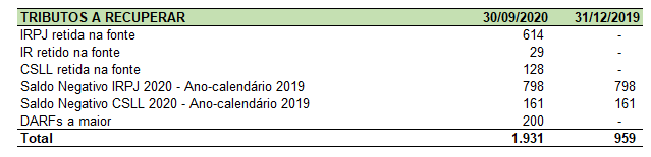 TRIBUTOS A RECUPERAR 30/09/2020 31/12/2019
IRPJ retida na fonte 614 -
IR retido na fonte 29 -
CSLL retida na fonte 128 -
Saldo Negativo IRPJ 2020 - Ano-calendário 2019 798 798
Saldo Negativo CSLL 2020 - Ano-calendário 2019 161 161
DARFs a maior 200 -
Total 1.931 959